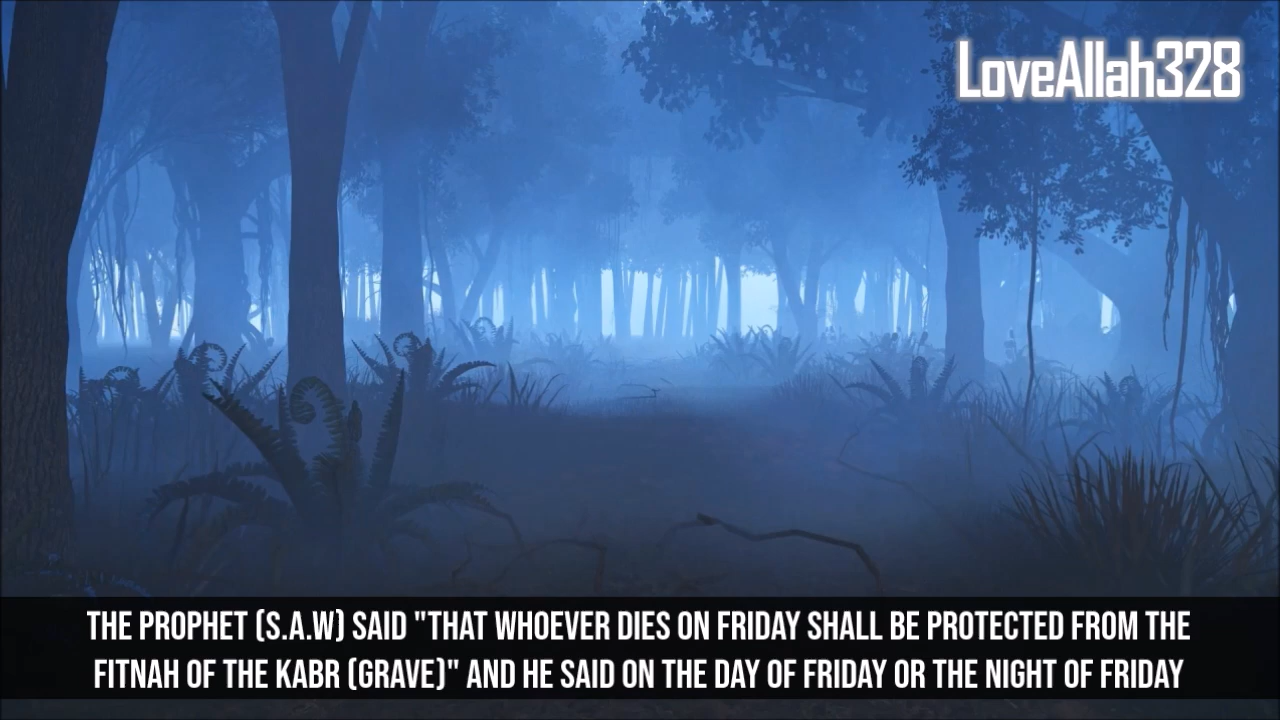 LoveAllah328
THE PROPHET (S.A.W) SAID "THAT WHOEVER DIES ON FRIDAY SHALL BE PROTECTED FROM THE
FITNAH OF THE KABR (GRAVE)" AND HE SAID ON THE DAY OF FRIDAY OR THE NIGHT OF FRIDAY